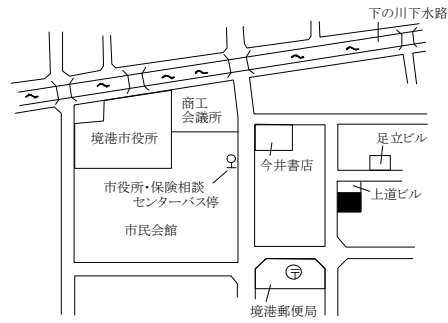 下の川下水路
商工
会議所
境港市役所
足立ビル
今井書店
市役所・保険相談
センターバス停
上道ビル
市民会館
境港郵便局